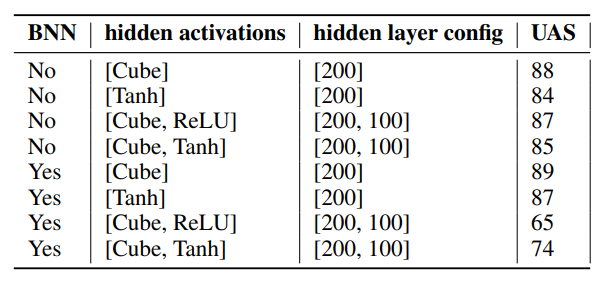 BNN hidden activations hidden layer config UAS
No [Cube] [200] 88
No [Tanh] [200] 84
No [Cube, ReLU] [200, 100] 87
No [Cube, Tanh] [200, 100] 85
Yes [Cube] [200] 89
Yes [Tanh] [200] 87
Yes [Cube, ReLU] [200, 100] 65
Yes [Cube, Tanh] [200, 100] 74